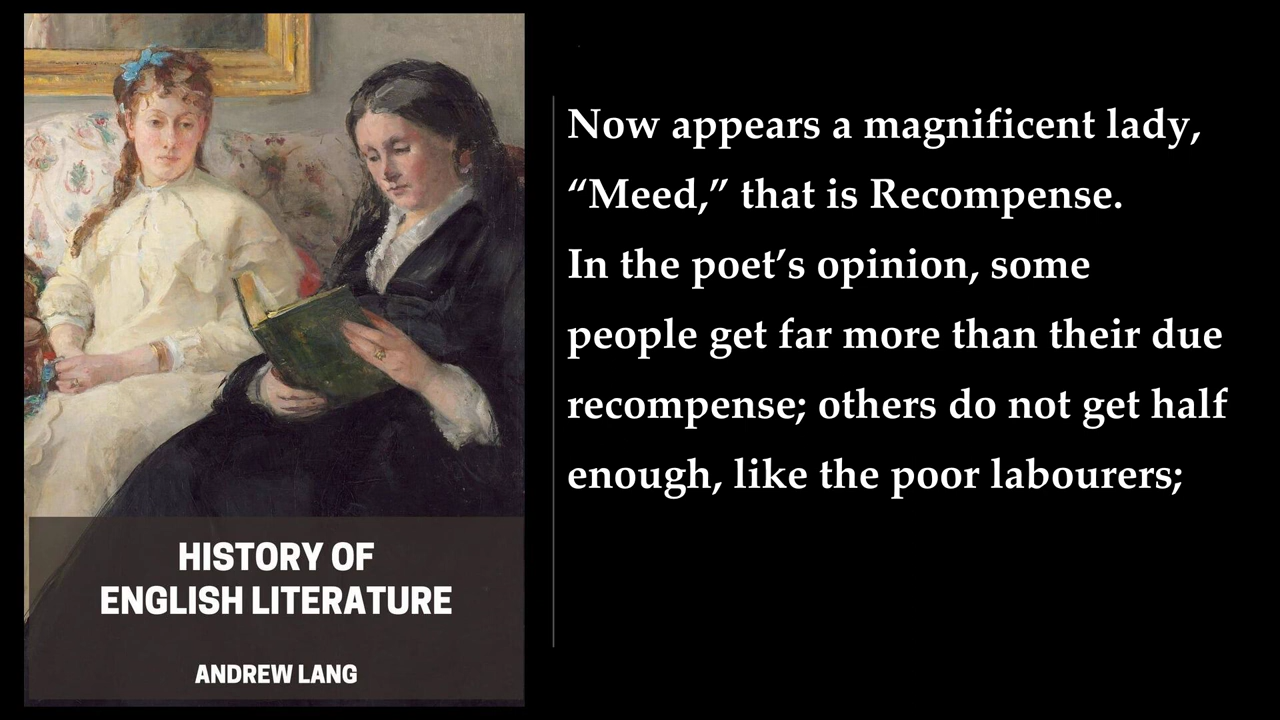 Now appears a magnificent lady,
“Meed,” that is Recompense.
In the poet’s opinion, some
people get far more than their due
recompense; others do not get half
enough, like the poor labourers;
HISTORY OF
ENGLISH LITERATURE
ANDREW LANG